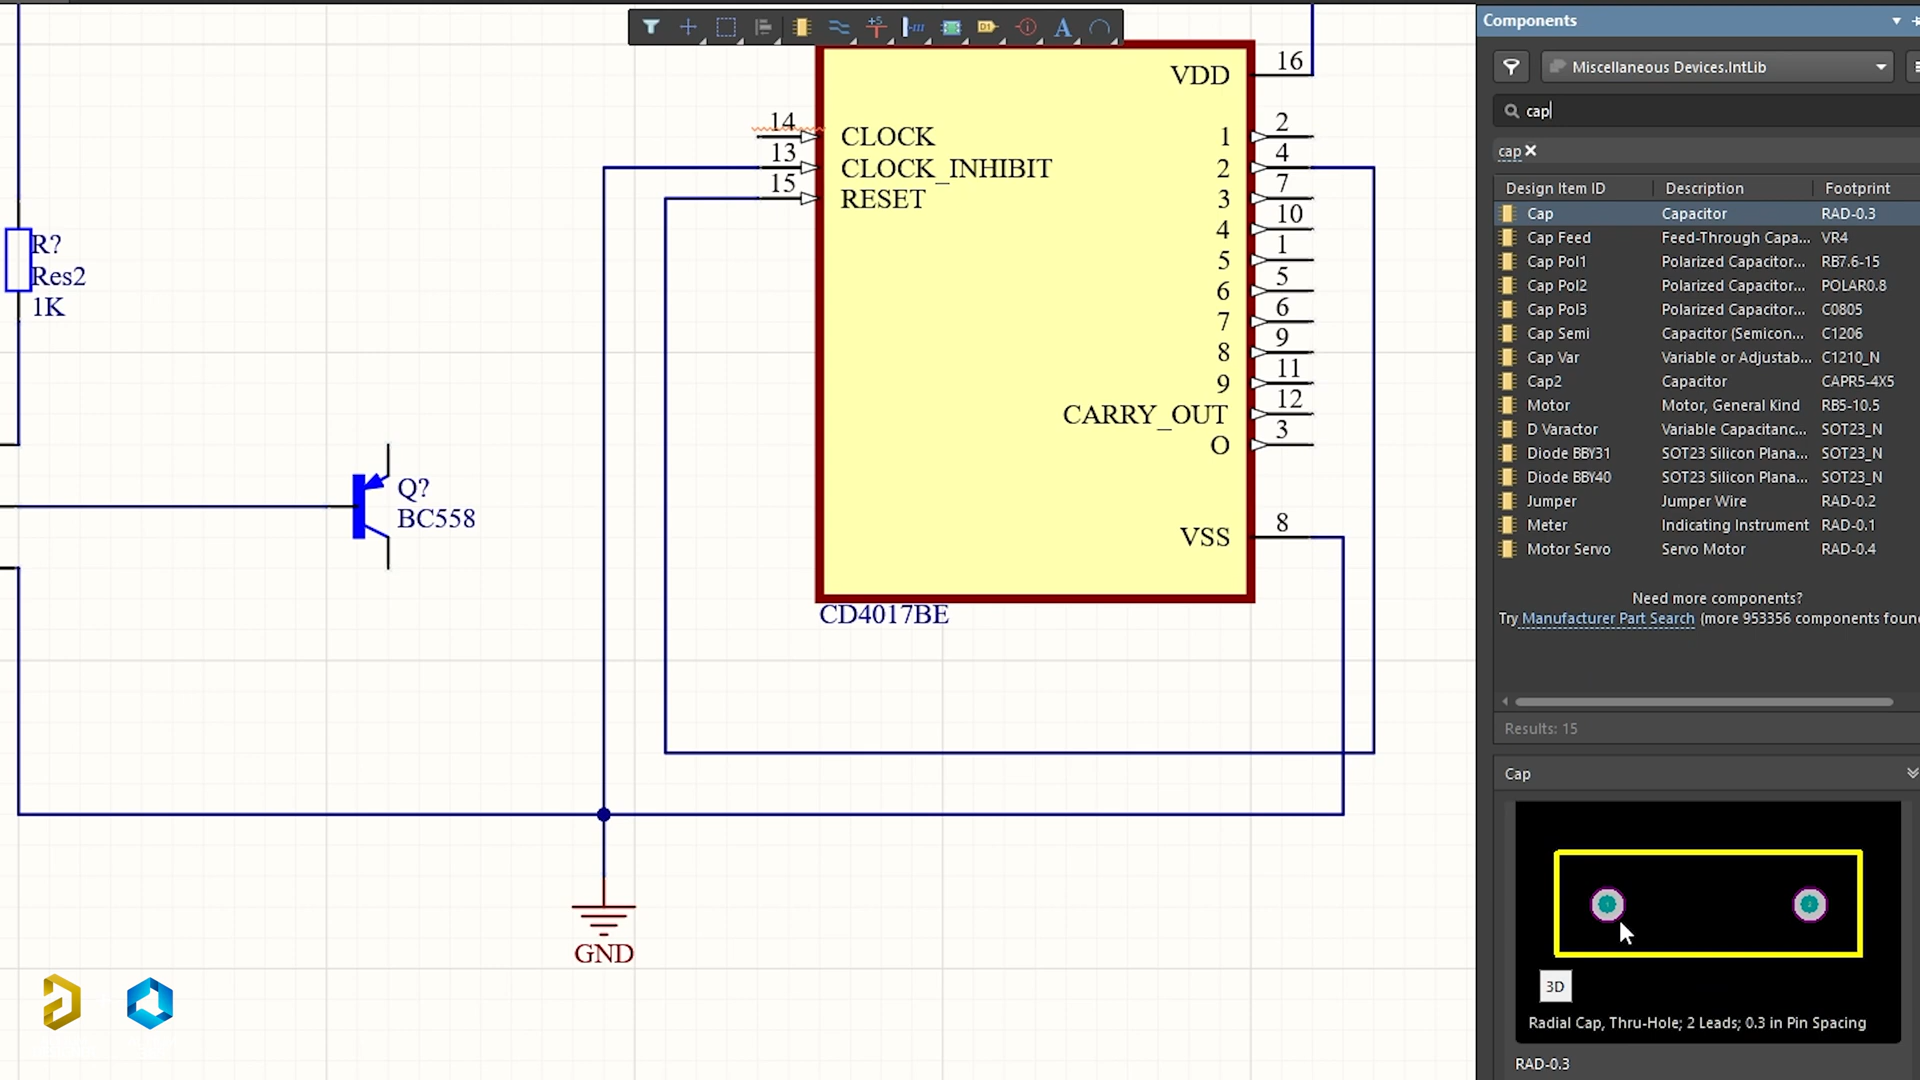 VDD 16
14 CLOCK 1 2
13 CLOCK_INHIBIT 2 4
15 RESET 3 7
4 10
5 1
6 5
7 6
8 9
9 11
CARRY_OUT 12
O 3
VSS 8
CD4017BE
R?
Res2
1K
Q?
BC558
GND
Components
Miscellaneous Devices.IntLib
cap
cap
Design Item ID Description Footprint
Cap Capacitor RAD-0.3
Cap Feed Feed-Through Capa... VR4
Cap Pol1 Polarized Capacitor... RB7.6-15
Cap Pol2 Polarized Capacitor... POLAR0.8
Cap Pol3 Polarized Capacitor... C0805
Cap Semi Capacitor (Semicon... C1206
Cap Var Variable or Adjustab... C1210_N
Cap2 Capacitor CAPR5-4X5
Motor Motor, General Kind RB5-10.5
D Varactor Variable Capacitanc... SOT23_N
Diode BBY31 SOT23 Silicon Plana... SOT23_N
Diode BBY40 SOT23 Silicon Plana... SOT23_N
Jumper Jumper Wire RAD-0.2
Meter Indicating Instrument RAD-0.1
Motor Servo Servo Motor RAD-0.4
Need more components?
Try Manufacturer Part Search (more 953356 components foun
Results: 15
Cap
3D
Radial Cap, Thru-Hole; 2 Leads; 0.3 in Pin Spacing
RAD-0.3